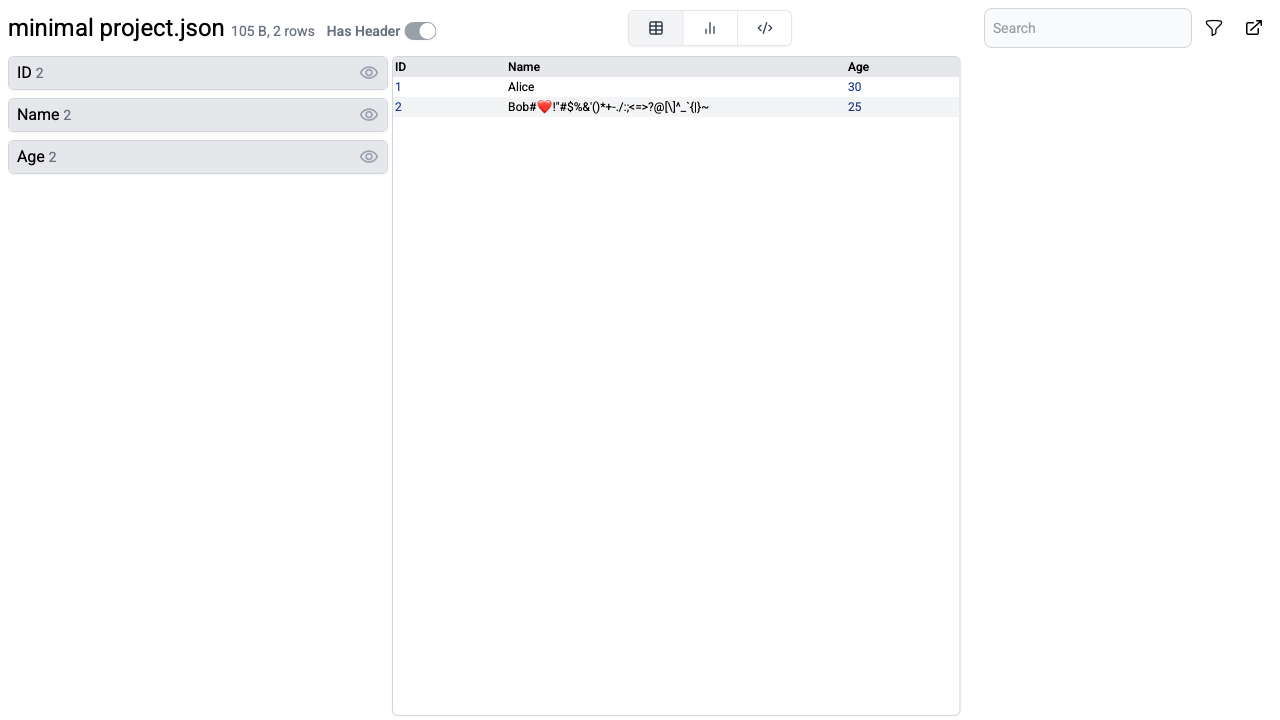 minimal project.json 105 B, 2 rows Has Header
Search
ID 2
Name 2
Age 2
ID Name Age
1 Alice 30
2 Bob#❤️!"#$%&'()*+-./:;<=>?@[\]^_`{|}~ 25